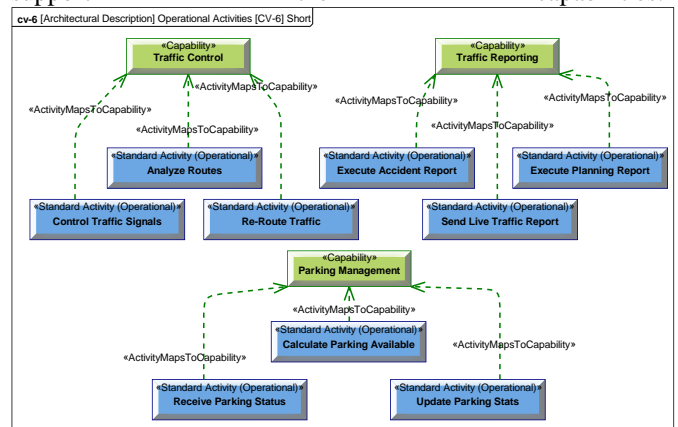 cv-6 [Architectural Description] Operational Activities [CV-6] Short
«Capability»
Traffic Control
«Capability»
Traffic Reporting
«ActivityMapsToCapability»
«ActivityMapsToCapability»
«ActivityMapsToCapability»
«ActivityMapsToCapability»
«ActivityMapsToCapability»
«ActivityMapsToCapability»
«Standard Activity (Operational)»
Analyze Routes
«Standard Activity (Operational)»
Execute Accident Report
«Standard Activity (Operational)»
Execute Planning Report
«Standard Activity (Operational)»
Control Traffic Signals
«Standard Activity (Operational)»
Re-Route Traffic
«Standard Activity (Operational)»
Send Live Traffic Report
«Capability»
Parking Management
«ActivityMapsToCapability»
«Standard Activity (Operational)»
Calculate Parking Available
«ActivityMapsToCapability»
«ActivityMapsToCapability»
«Standard Activity (Operational)»
Receive Parking Status
«Standard Activity (Operational)»
Update Parking Stats